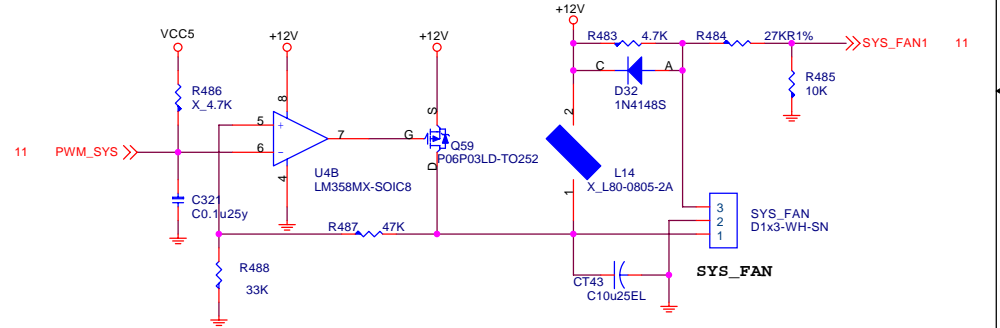 +12V
VCC5
+12V
+12V
R483
4.7K
R484
27KR1%
SYS_FAN1
11
C
A
R486
X_4.7K
D32
1N4148S
R485
10K
8
S
2
5
+
7
G
Q59
P06P03LD-TO252
11
PWM_SYS
6
-
D
U4B
LM358MX-SOIC8
4
L14
X_L80-0805-2A
1
C321
C0.1u25y
R487
47K
3
2
1
SYS_FAN
D1x3-WH-SN
R488
33K
SYS_FAN
CT43
C10u25EL